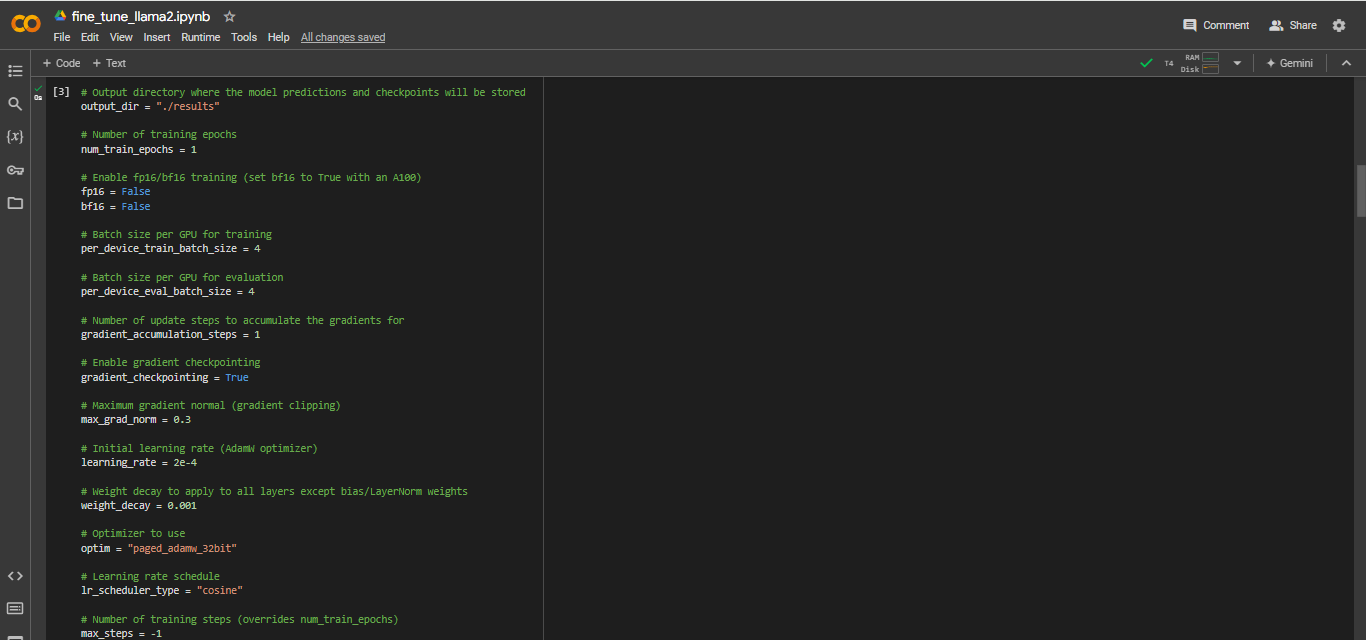 fine_tune_llama2.ipynb
File Edit View Insert Runtime Tools Help All changes saved
Comment Share
+ Code + Text
T4 RAM Disk Gemini
0s
[3] # Output directory where the model predictions and checkpoints will be stored
output_dir = "./results"
# Number of training epochs
num_train_epochs = 1
# Enable fp16/bf16 training (set bf16 to True with an A100)
fp16 = False
bf16 = False
# Batch size per GPU for training
per_device_train_batch_size = 4
# Batch size per GPU for evaluation
per_device_eval_batch_size = 4
# Number of update steps to accumulate the gradients for
gradient_accumulation_steps = 1
# Enable gradient checkpointing
gradient_checkpointing = True
# Maximum gradient normal (gradient clipping)
max_grad_norm = 0.3
# Initial learning rate (AdamW optimizer)
learning_rate = 2e-4
# Weight decay to apply to all layers except bias/LayerNorm weights
weight_decay = 0.001
# Optimizer to use
optim = "paged_adamw_32bit"
# Learning rate schedule
lr_scheduler_type = "cosine"
# Number of training steps (overrides num_train_epochs)
max_steps = -1